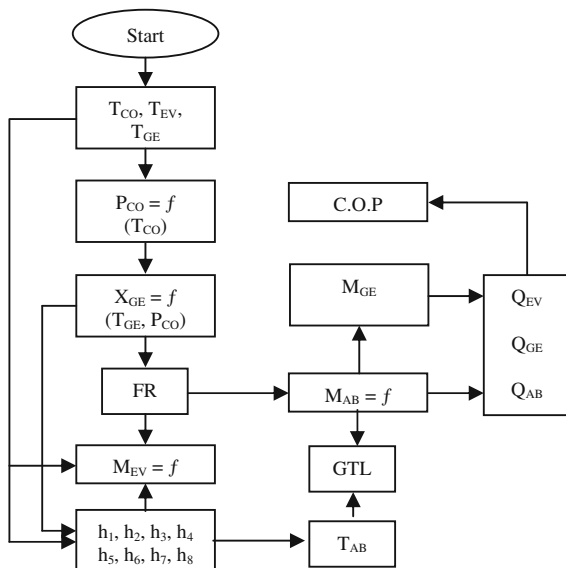 Start
T_CO, T_EV,
T_GE
P_CO = f
(T_CO)
C.O.P
X_GE = f
(T_GE, P_CO)
M_GE
Q_EV
Q_GE
Q_AB
FR
M_AB = f
M_EV = f
GTL
h_1, h_2, h_3, h_4
h_5, h_6, h_7, h_8
T_AB